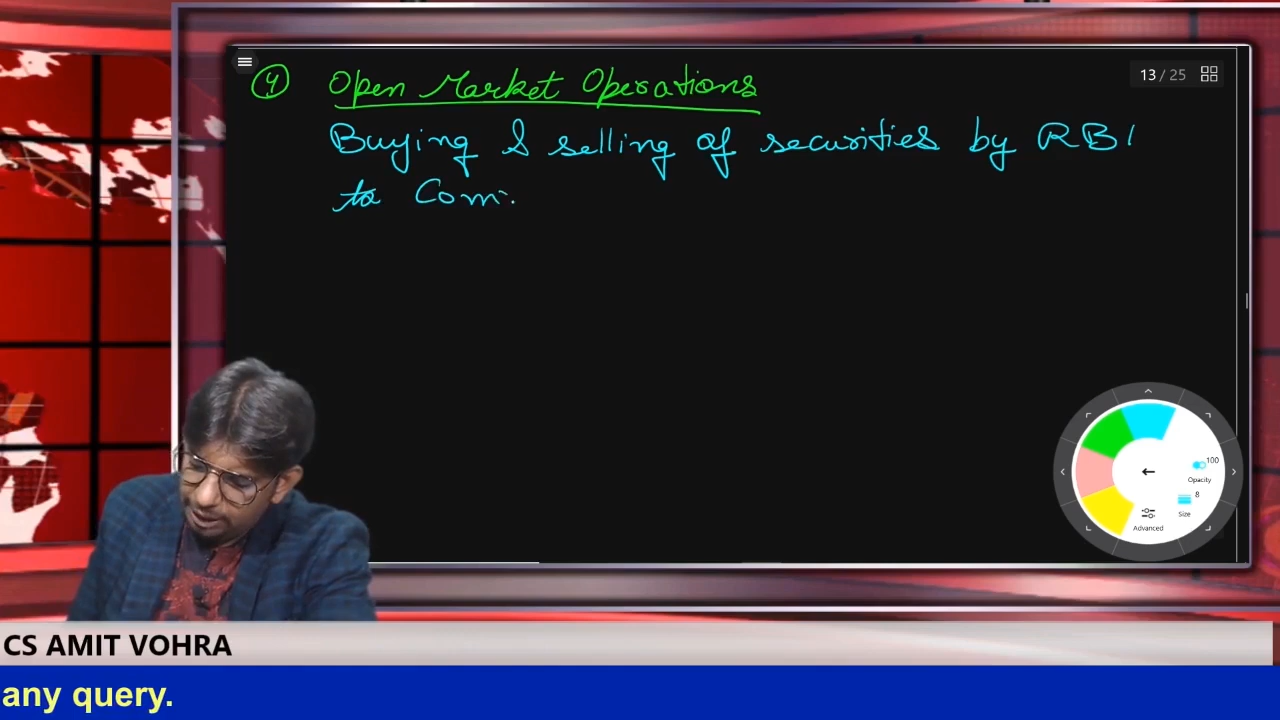 ④ Open Market Operations
13 / 25
Buying & selling of securities by RBI
to Com.
100
Opacity
8
Size
Advanced
CS AMIT VOHRA
any query.